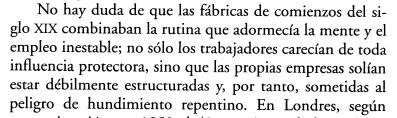 No hay duda de que las fábricas de comienzos del si-
glo XIX combinaban la rutina que adormecía la mente y el
empleo inestable; no sólo los trabajadores carecían de toda
influencia protectora, sino que las propias empresas solían
estar débilmente estructuradas y, por tanto, sometidas al
peligro de hundimiento repentino. En Londres, según